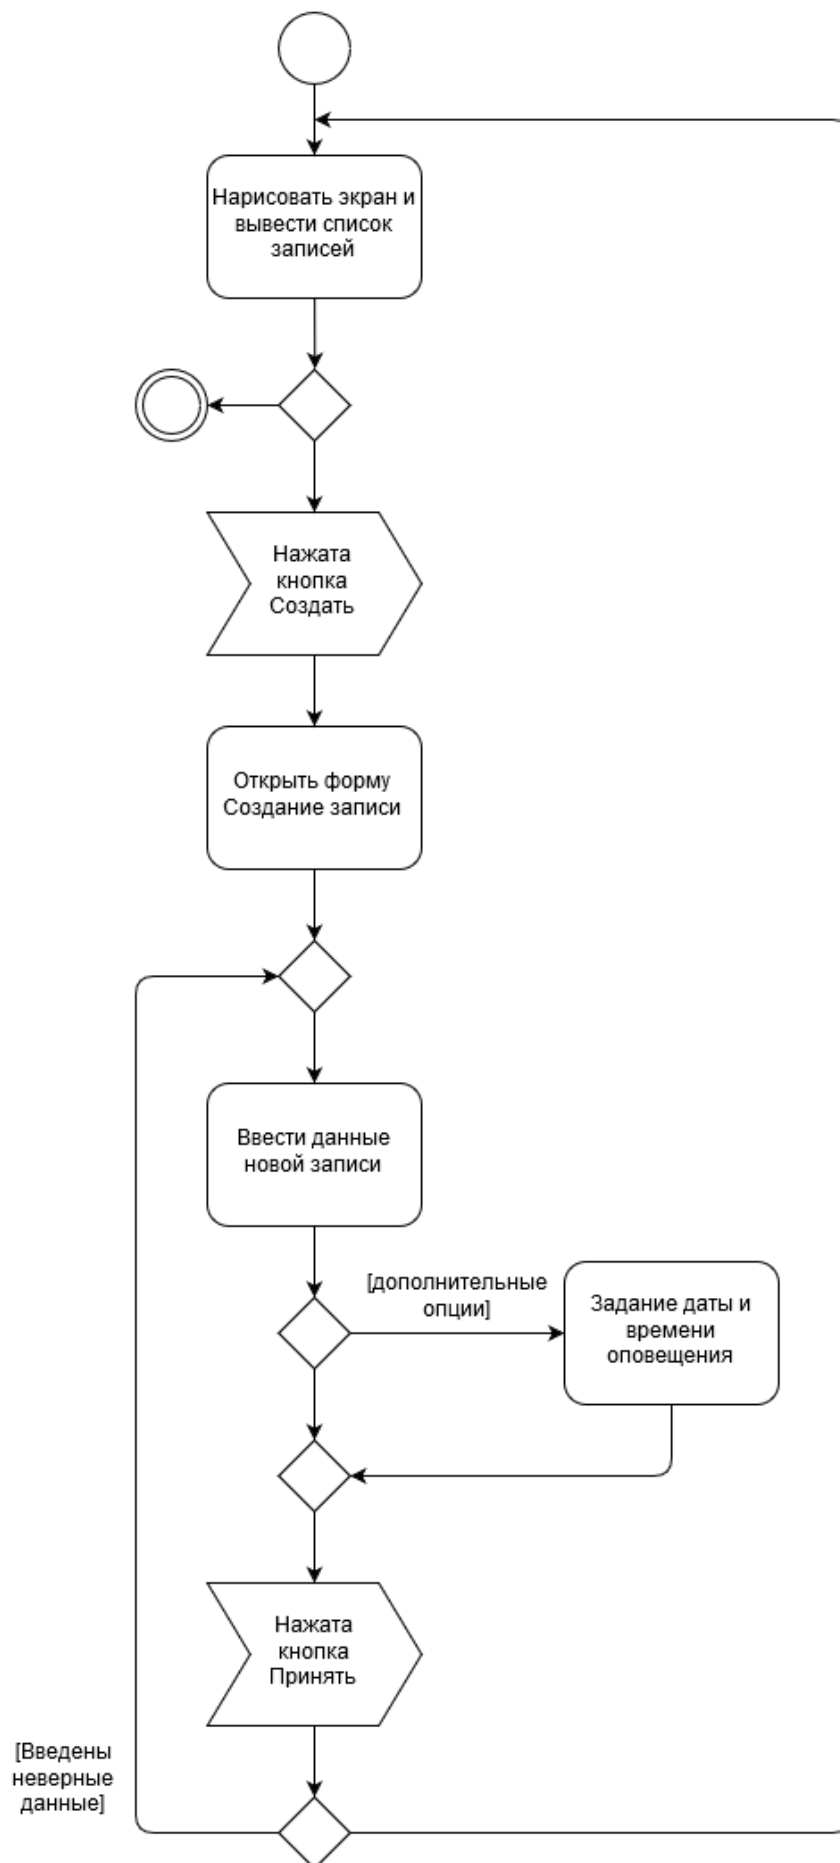 Нарисовать экран и
вывести список
записей
Нажата
кнопка
Создать
Открыть форму
Создание записи
Ввести данные
новой записи
[дополнительные
опции]
Задание даты и
времени
оповещения
Нажата
кнопка
Принять
[Введены
неверные
данные]